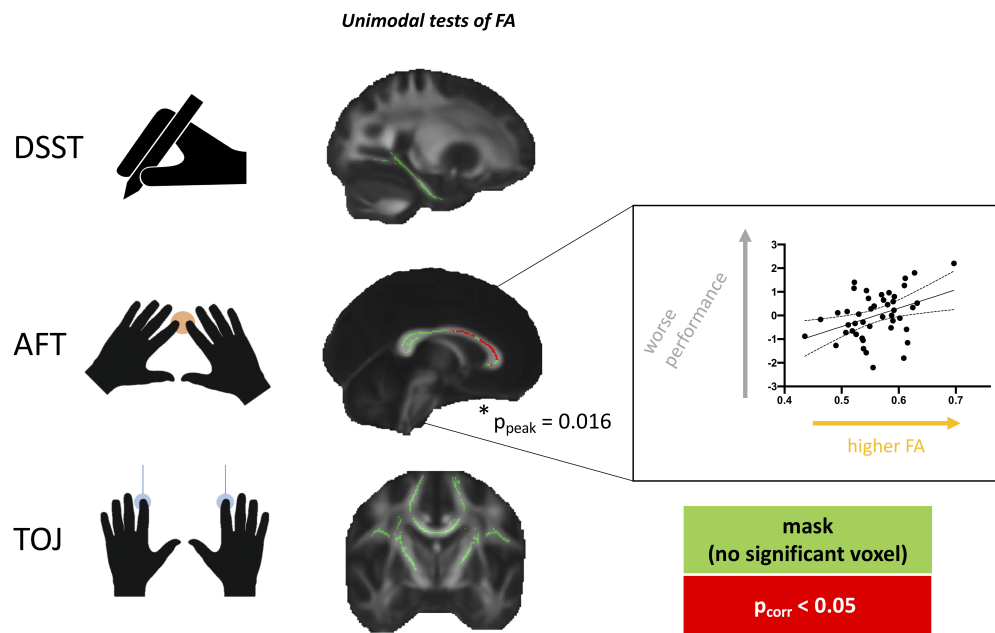 Unimodal tests of FA
DSST
AFT
* p_peak = 0.016
TOJ
worse
performance
3
2
1
0
-1
-2
-3
0.4 0.5 0.6 0.7
higher FA
mask
(no significant voxel)
p_corr < 0.05